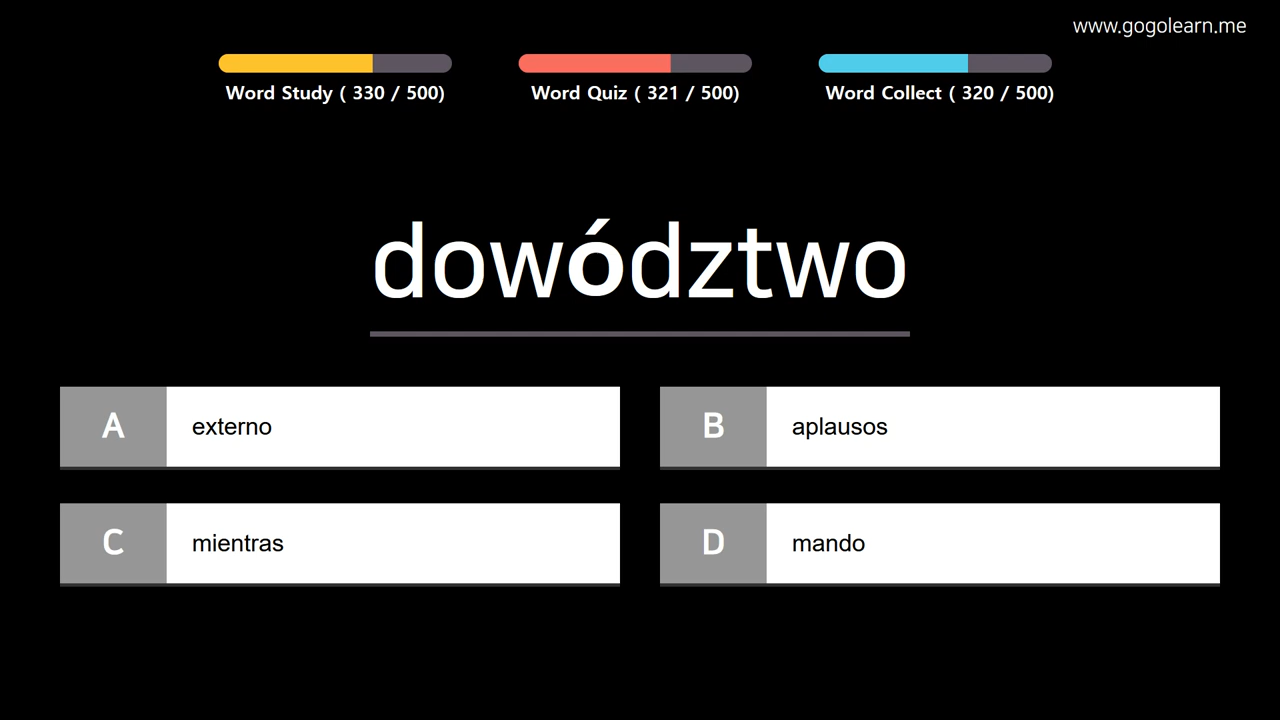 www.gogolearn.me
Word Study ( 330 / 500)
Word Quiz ( 321 / 500)
Word Collect ( 320 / 500)
dowództwo
A externo
B aplausos
C mientras
D mando